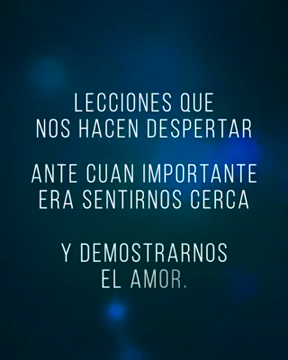 LECCIONES QUE
NOS HACEN DESPERTAR
ANTE CUAN IMPORTANTE
ERA SENTIRNOS CERCA
Y DEMOSTRARNOS
EL AMOR.